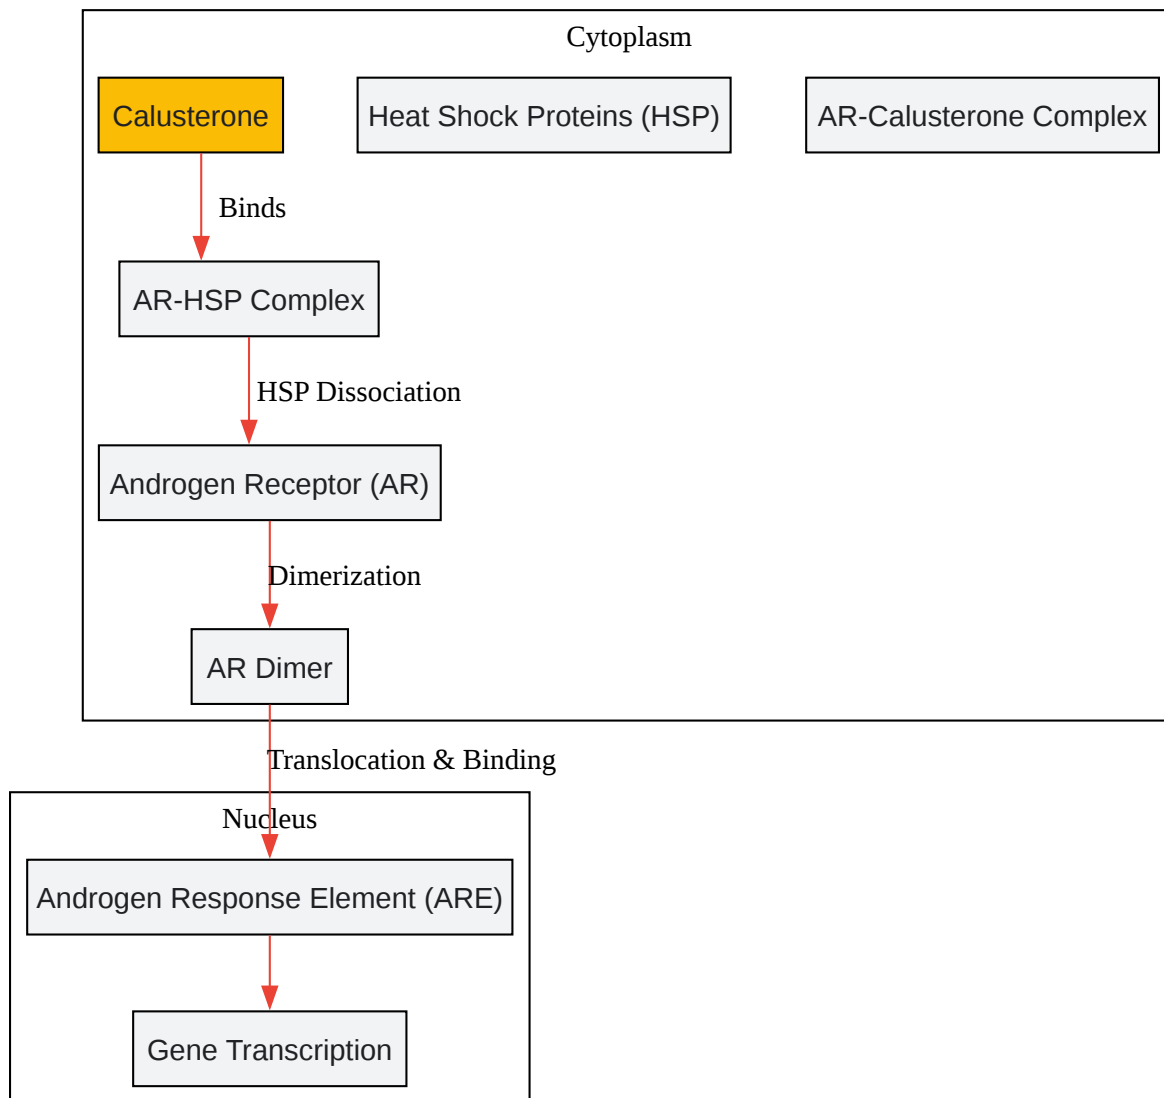 Cytoplasm
Calusterone
Heat Shock Proteins (HSP)
AR-Calusterone Complex
Binds
AR-HSP Complex
HSP Dissociation
Androgen Receptor (AR)
Dimerization
AR Dimer
Translocation & Binding
Nucleus
Androgen Response Element (ARE)
Gene Transcription